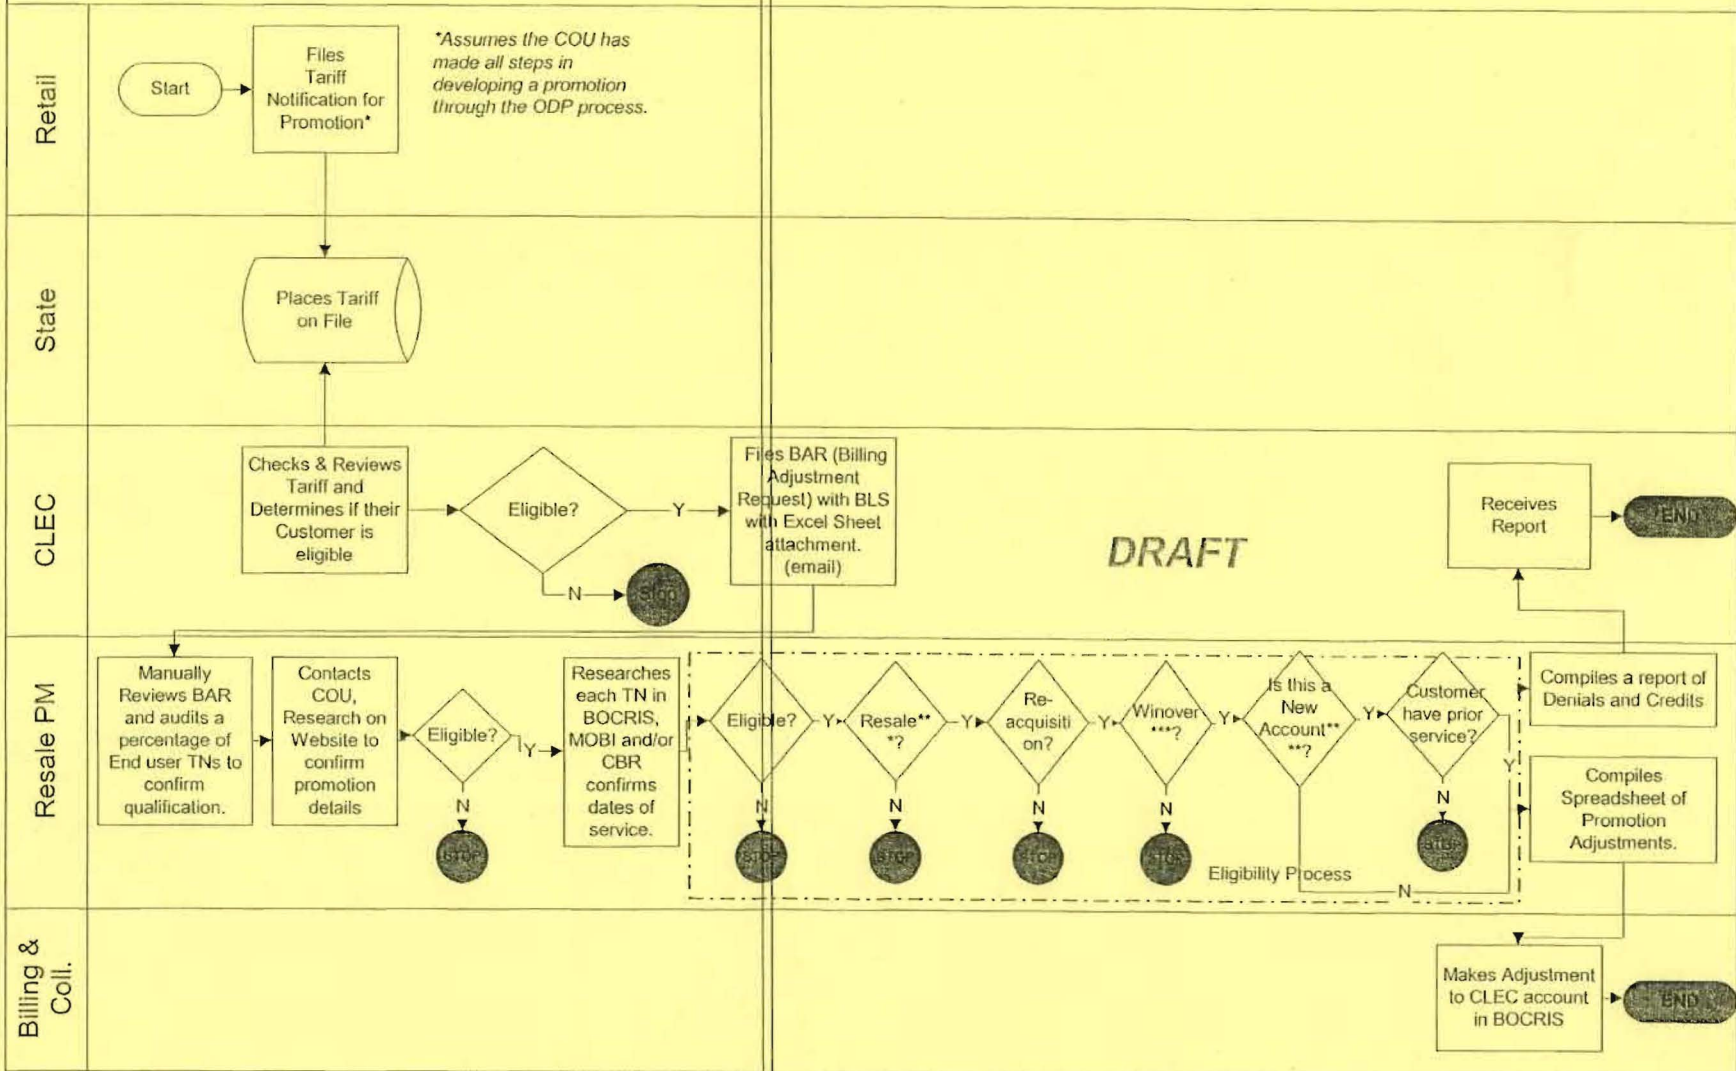 Retail
Start
Files
Tariff
Notification for
Promotion*
*Assumes the COU has
made all steps in
developing a promotion
through the ODP process.
State
Places Tariff
on File
CLEC
Checks & Reviews
Tariff and
Determines if their
Customer is
eligible
Eligible?
Y
N
Stop
Files BAR (Billing
Adjustment
Request) with BLS
with Excel Sheet
attachment.
(email)
DRAFT
Receives
Report
END
Resale PM
Manually
Reviews BAR
and audits a
percentage of
End user TNs to
confirm
qualification.
Contacts
COU,
Research on
Website to
confirm
promotion
details
Eligible?
Y
N
STOP
Researches
each TN in
BOCRIS,
MOBI and/or
CBR
confirms
dates of
service.
Eligible?
Y
N
STOP
Resale**
*?
Y
N
STOP
Re-
acquisiti
on?
Y
N
STOP
Winover
***?
Y
N
STOP
Is this a
New
Account**
**?
Y
N
Customer
have prior
service?
Y
N
STOP
Eligibility Process
Compiles a report of
Denials and Credits
Compiles
Spreadsheet of
Promotion
Adjustments.
Billing &
Coll.
Makes Adjustment
to CLEC account
in BOCRIS
END